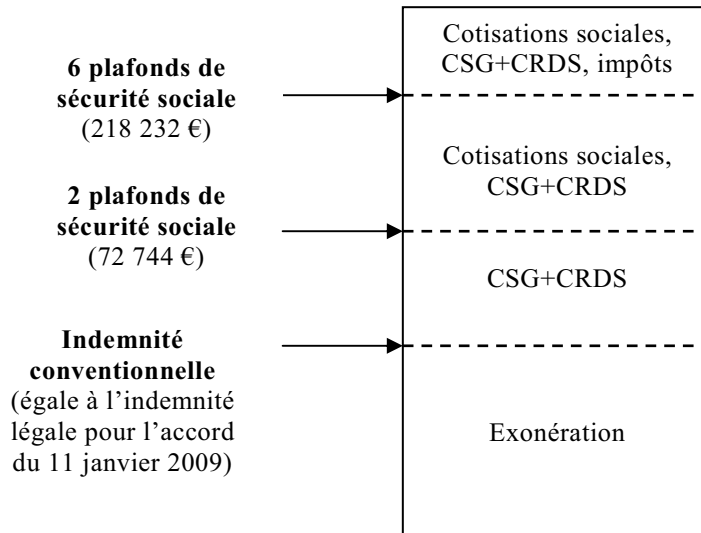 Cotisations sociales,
CSG+CRDS, impôts
6 plafonds de
sécurité sociale
(218 232 €)
Cotisations sociales,
CSG+CRDS
2 plafonds de
sécurité sociale
(72 744 €)
CSG+CRDS
Indemnité
conventionnelle
(égale à l’indemnité
légale pour l’accord
du 11 janvier 2009)
Exonération